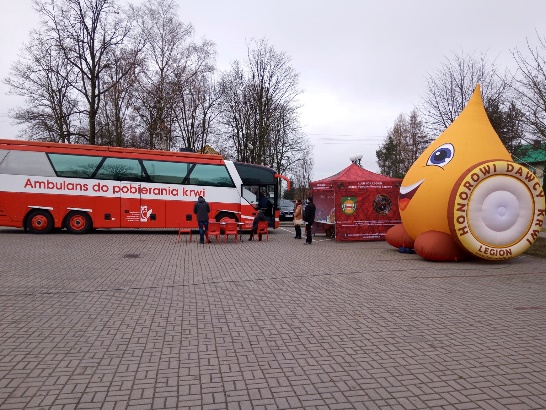 Ambulans do pobierania krwi
HONOROWI DAWCY KRWI
LEGION